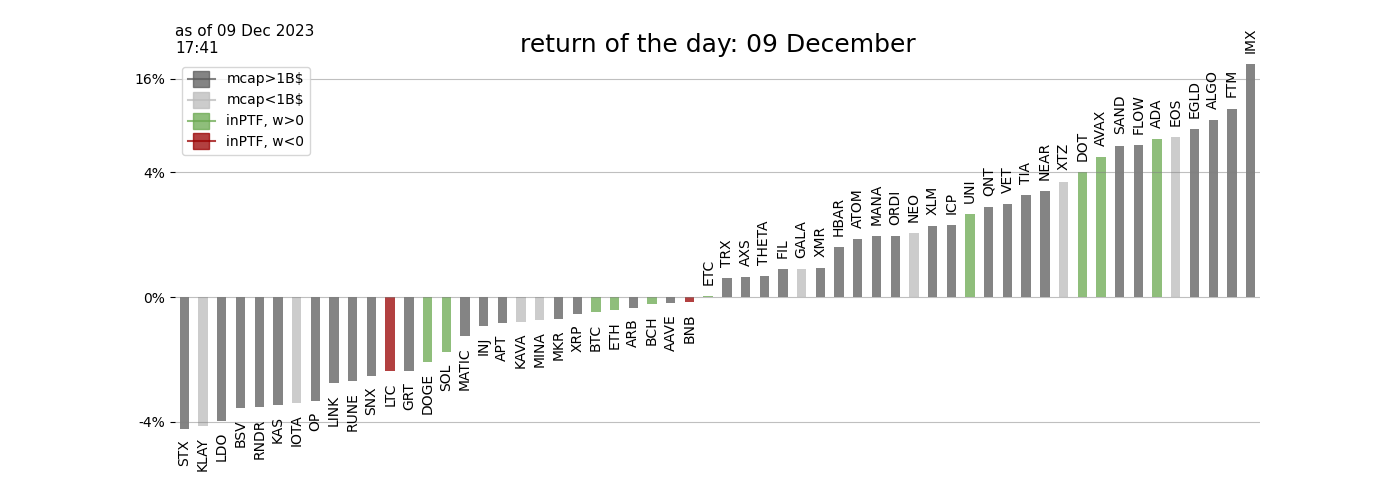 as of 09 Dec 2023
17:41
return of the day: 09 December
mcap>1B$
mcap<1B$
inPTF, w>0
inPTF, w<0
16%
4%
0%
-4%
STX
KLAY
LDO
BSV
RNDR
KAS
IOTA
OP
LINK
RUNE
SNX
LTC
GRT
DOGE
SOL
MATIC
INJ
APT
KAVA
MINA
MKR
XRP
BTC
ETH
ARB
BCH
AAVE
BNB
ETC
TRX
AXS
THETA
FIL
GALA
XMR
HBAR
ATOM
MANA
ORDI
NEO
XLM
ICP
UNI
QNT
VET
TIA
NEAR
XTZ
DOT
AVAX
SAND
FLOW
ADA
EOS
EGLD
ALGO
FTM
IMX